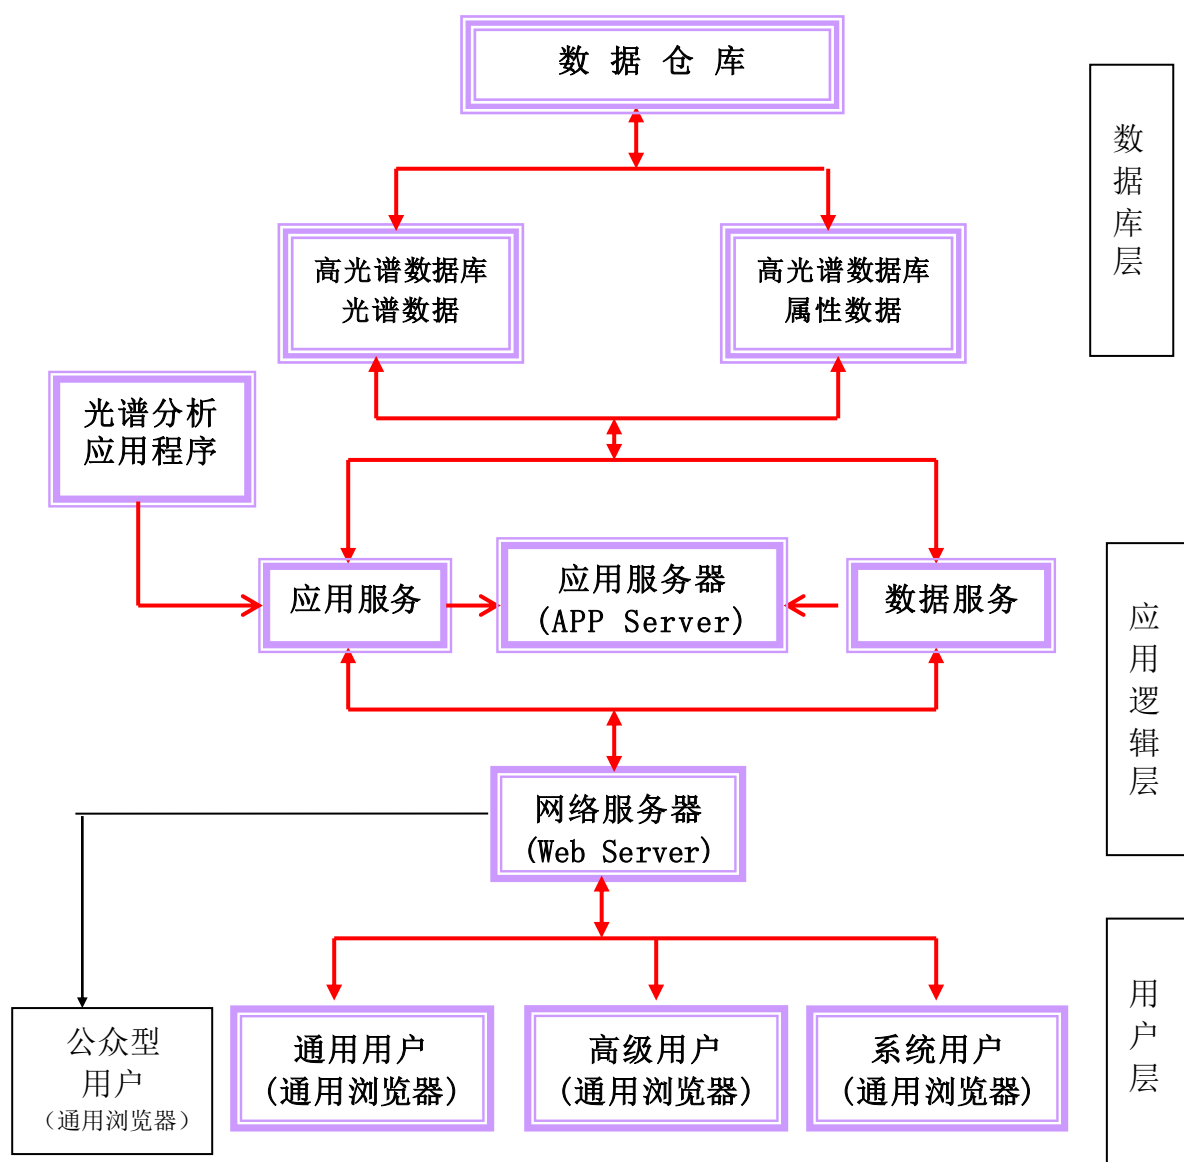 数 据 仓 库
数
据
库
层
高光谱数据库
光谱数据
高光谱数据库
属性数据
光谱分析
应用程序
应用服务
应用服务器
(APP Server)
数据服务
应
用
逻
辑
层
网络服务器
(Web Server)
用
户
层
公众型
用户
（通用浏览器）
通用用户
(通用浏览器)
高级用户
(通用浏览器)
系统用户
(通用浏览器)